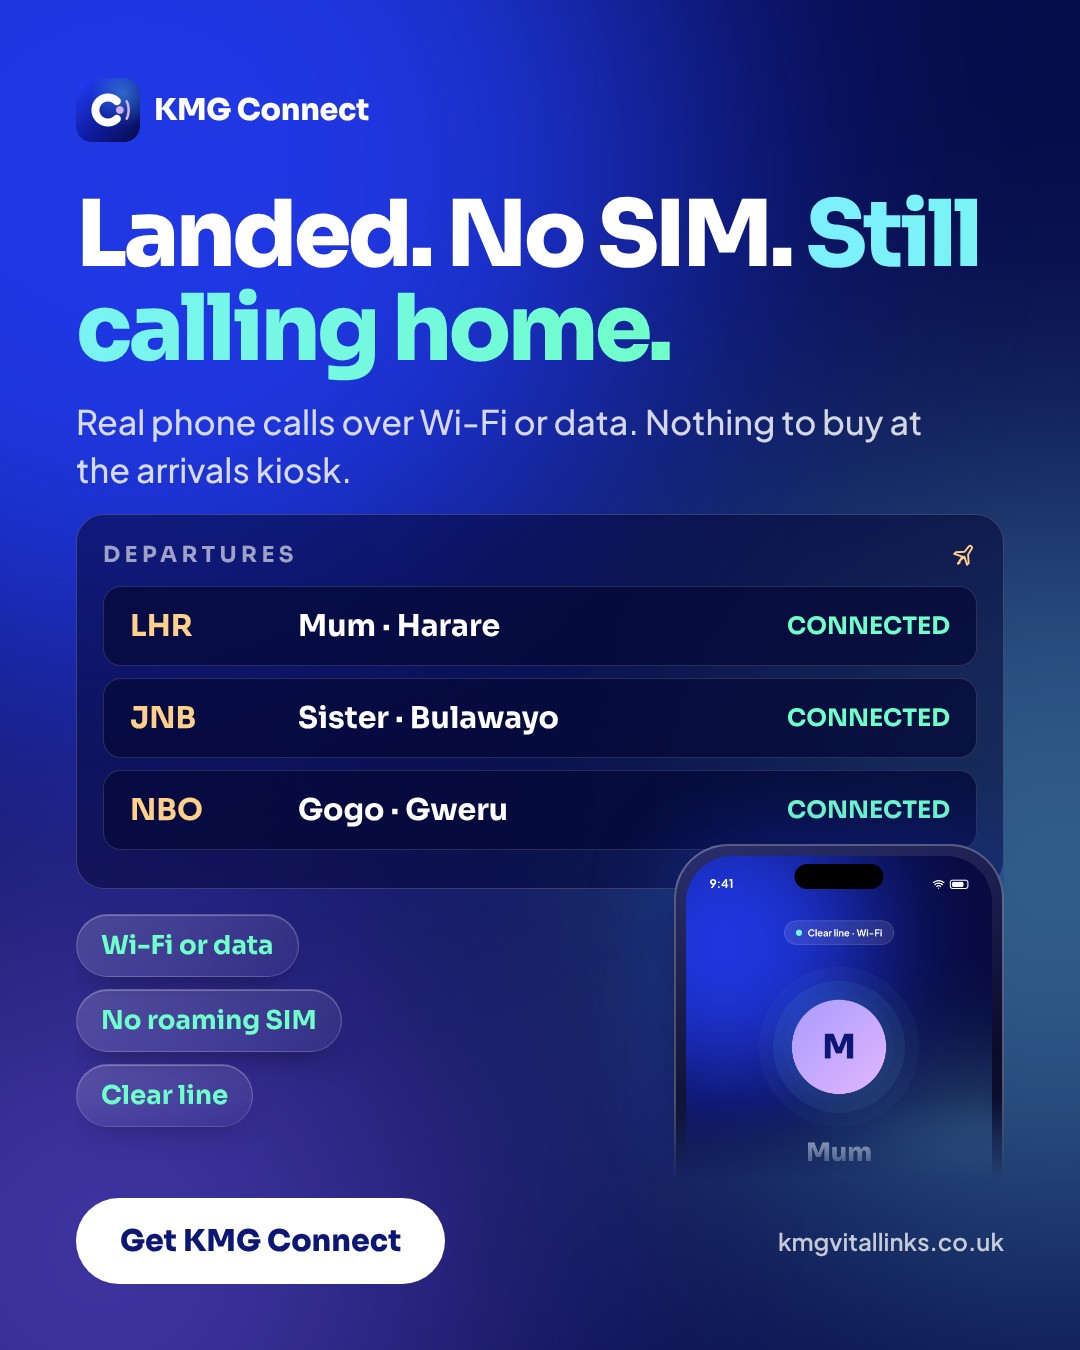 KMG Connect
Landed. No SIM. Still
calling home.
Real phone calls over Wi-Fi or data. Nothing to buy at
the arrivals kiosk.
DEPARTURES
LHR Mum · Harare CONNECTED
JNB Sister · Bulawayo CONNECTED
NBO Gogo · Gweru CONNECTED
9:41
Clear line · Wi-Fi
M
Mum
Wi-Fi or data
No roaming SIM
Clear line
Get KMG Connect
kmgvitallinks.co.uk